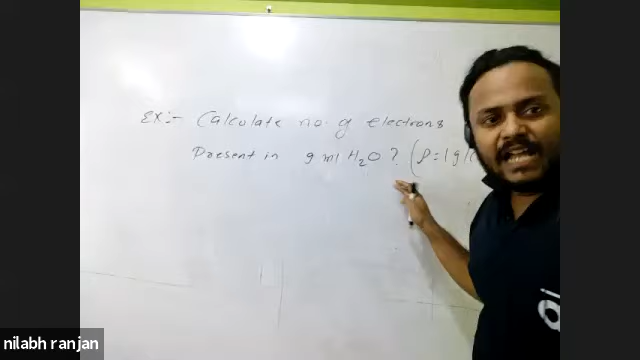 Ex:- Calculate no. of electrons
Present in 9 ml H2O ? (ρ = 1 g/c
nilabh ranjan